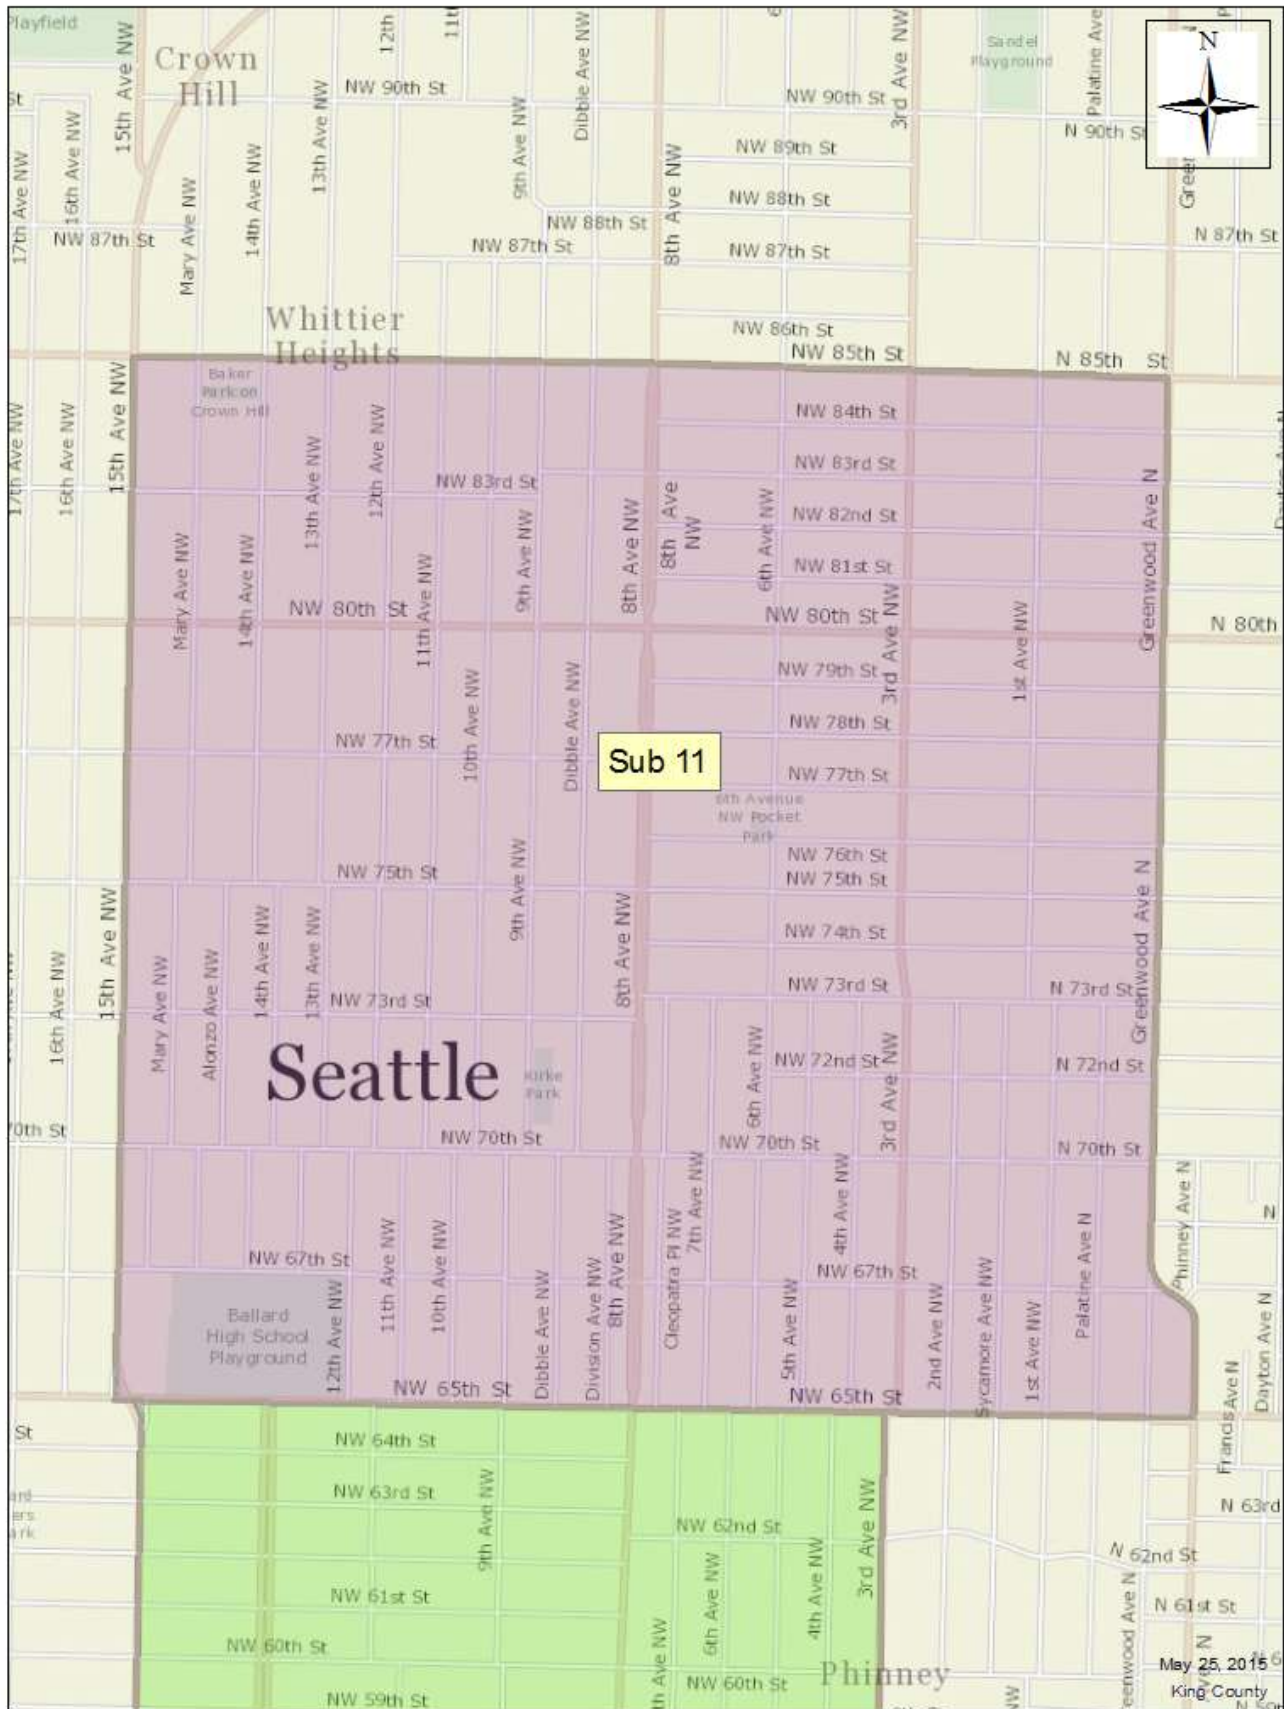 Playfield
15th Ave NW
Crown
Hill
12th
11th
Dibble Ave NW
3rd Ave NW
Sandel
Playground
Palatine Ave
N
NW 90th St
NW 90th St
N 90th St
St
17th Ave NW
16th Ave NW
Mary Ave NW
14th Ave NW
13th Ave NW
9th Ave NW
8th Ave NW
NW 89th St
NW 88th St
NW 88th St
NW 87th St
NW 87th St
NW 87th St
N 87th St
Whittier
Heights
NW 86th St
NW 85th St
N 85th St
Baker
Park on
Crown Hill
17th Ave NW
16th Ave NW
15th Ave NW
13th Ave NW
12th Ave NW
NW 84th St
NW 83rd St
NW 83rd St
NW 82nd St
NW 81st St
Mary Ave NW
14th Ave NW
11th Ave NW
9th Ave NW
8th Ave NW
8th Ave
NW
6th Ave NW
3rd Ave NW
1st Ave NW
Greenwood Ave N
NW 80th St
NW 80th St
N 80th
NW 79th St
10th Ave NW
Dibble Ave NW
NW 78th St
NW 77th St
Sub 11
NW 77th St
6th Avenue
NW Pocket
Park
NW 76th St
NW 75th St
NW 75th St
9th Ave NW
8th Ave NW
Greenwood Ave N
NW 74th St
16th Ave NW
15th Ave NW
Mary Ave NW
Alonzo Ave NW
14th Ave NW
13th Ave NW
NW 73rd St
NW 73rd St
N 73rd St
Seattle
Kirke
Park
6th Ave NW
NW 72nd St
3rd Ave NW
N 72nd St
70th St
NW 70th St
NW 70th St
N 70th St
Phinney Ave N
N
NW 67th St
NW 67th St
Ballard
High School
Playground
12th Ave NW
11th Ave NW
10th Ave NW
Dibble Ave NW
Division Ave NW
8th Ave NW
Cleopatra Pl NW
7th Ave NW
5th Ave NW
4th Ave NW
2nd Ave NW
Sycamore Ave NW
1st Ave NW
Palatine Ave N
Francis Ave N
Dayton Ave N
NW 65th St
NW 65th St
St
NW 64th St
NW 63rd St
N 63rd
9th Ave NW
NW 62nd St
N 62nd St
6th Ave NW
4th Ave NW
3rd Ave NW
NW 61st St
N 61st St
NW 60th St
NW 60th St
Phinney
NW 59th St
May 25, 2015
King County